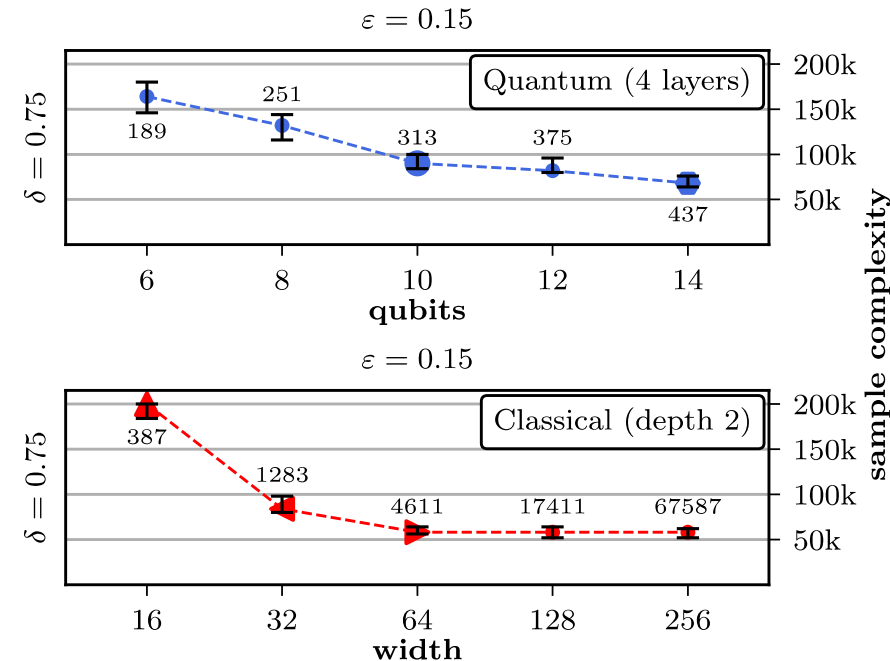 ε = 0.15
Quantum (4 layers)
δ = 0.75
200k
150k
100k
50k
189
251
313
375
437
6 8 10 12 14
qubits
sample complexity
ε = 0.15
Classical (depth 2)
δ = 0.75
200k
150k
100k
50k
387
1283
4611
17411
67587
16 32 64 128 256
width